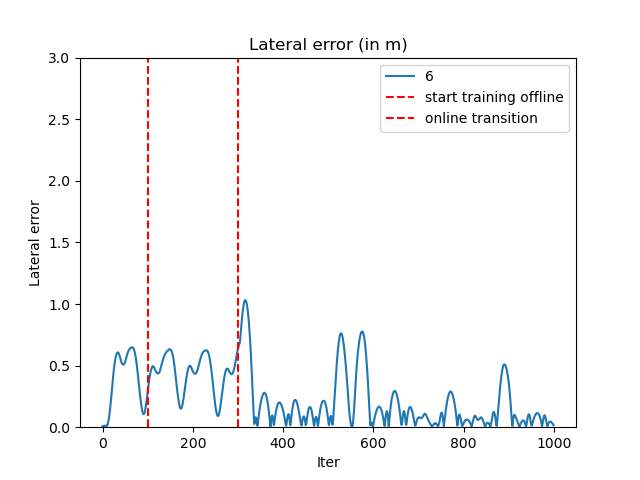 Lateral error (in m)
3.0
2.5
2.0
1.5
1.0
0.5
0.0
Lateral error
6
start training offline
online transition
0
200
400
600
800
1000
Iter